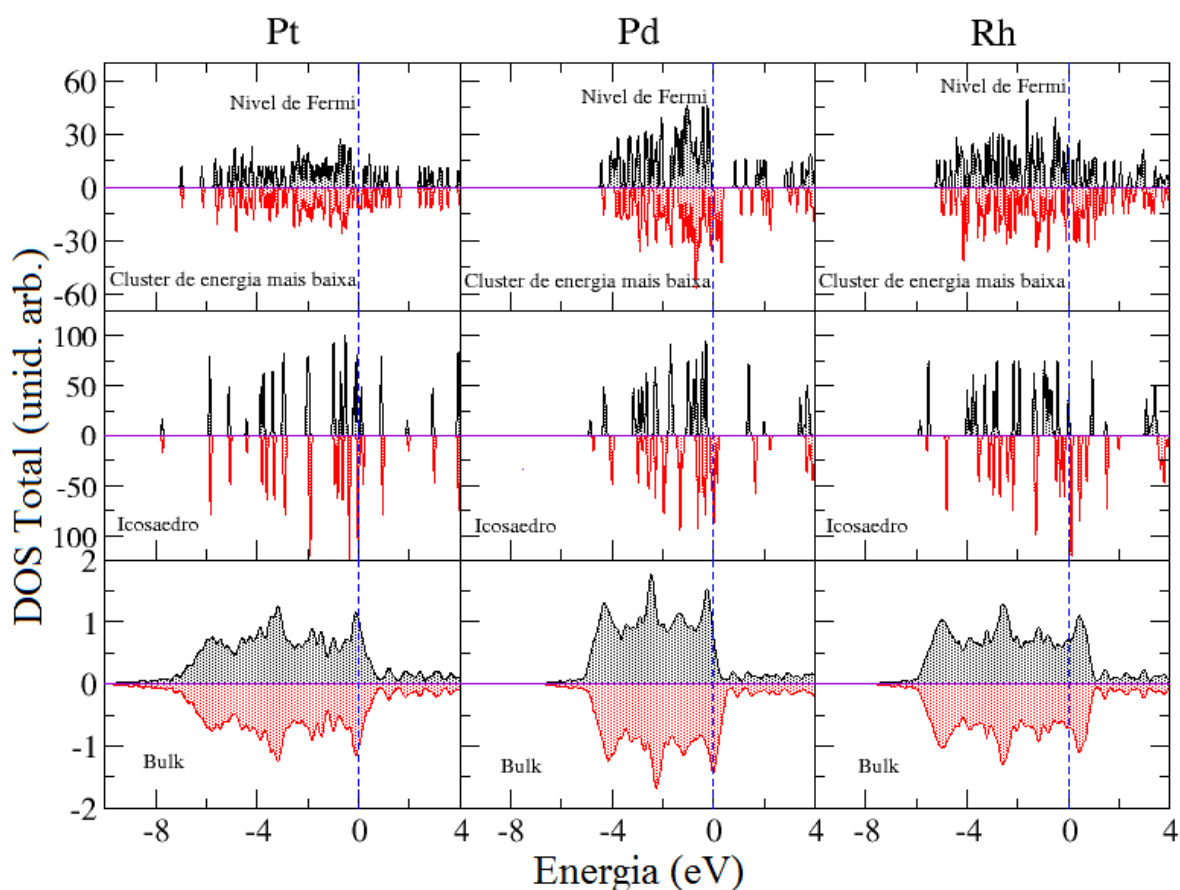 Pt Pd Rh
60
30
0
-30
-60
Nivel de Fermi
Nivel de Fermi
Nivel de Fermi
Cluster de energia mais baixa
Cluster de energia mais baixa
Cluster de energia mais baixa
100
50
0
-50
100
Icosaedro
Icosaedro
Icosaedro
2
2
1
0
-1
-2
Bulk
Bulk
Bulk
-8 -4 0 -8 -4 0 -8 -4 0 4
4
4
DOS Total (unid. arb.)
Energia (eV)